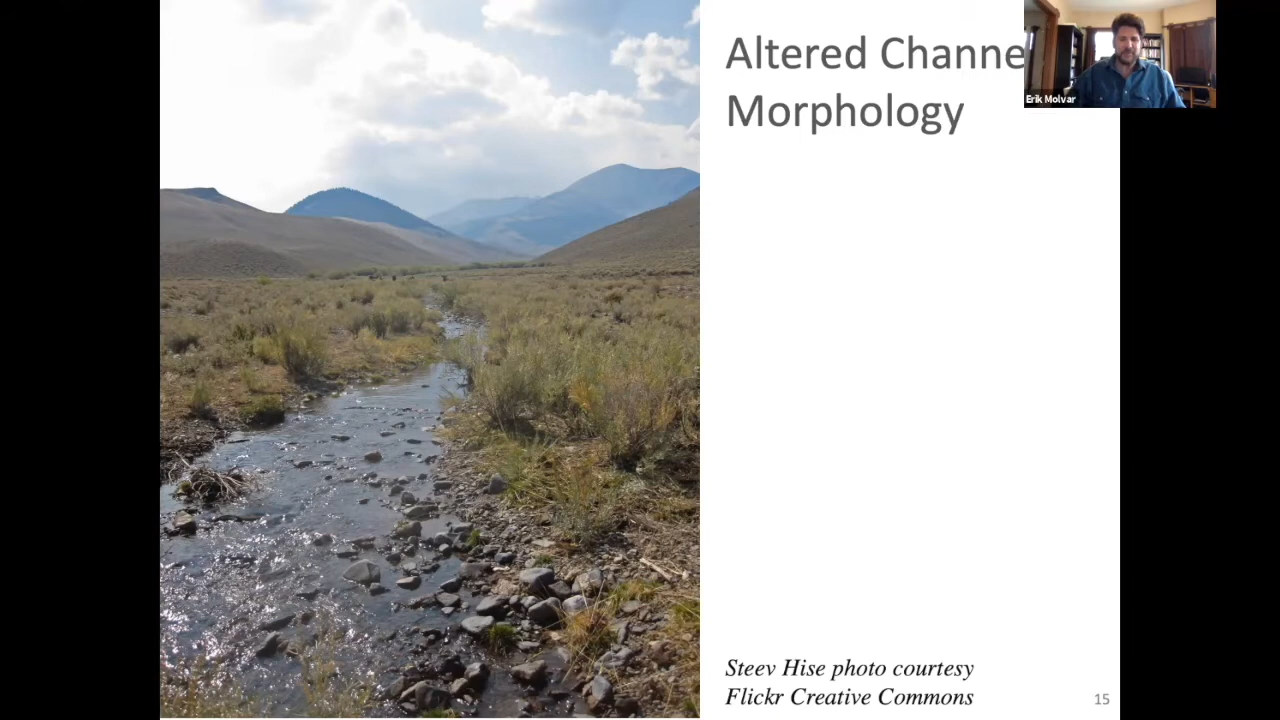 Altered Channe
Morphology
Erik Molvar
Steev Hise photo courtesy
Flickr Creative Commons
15